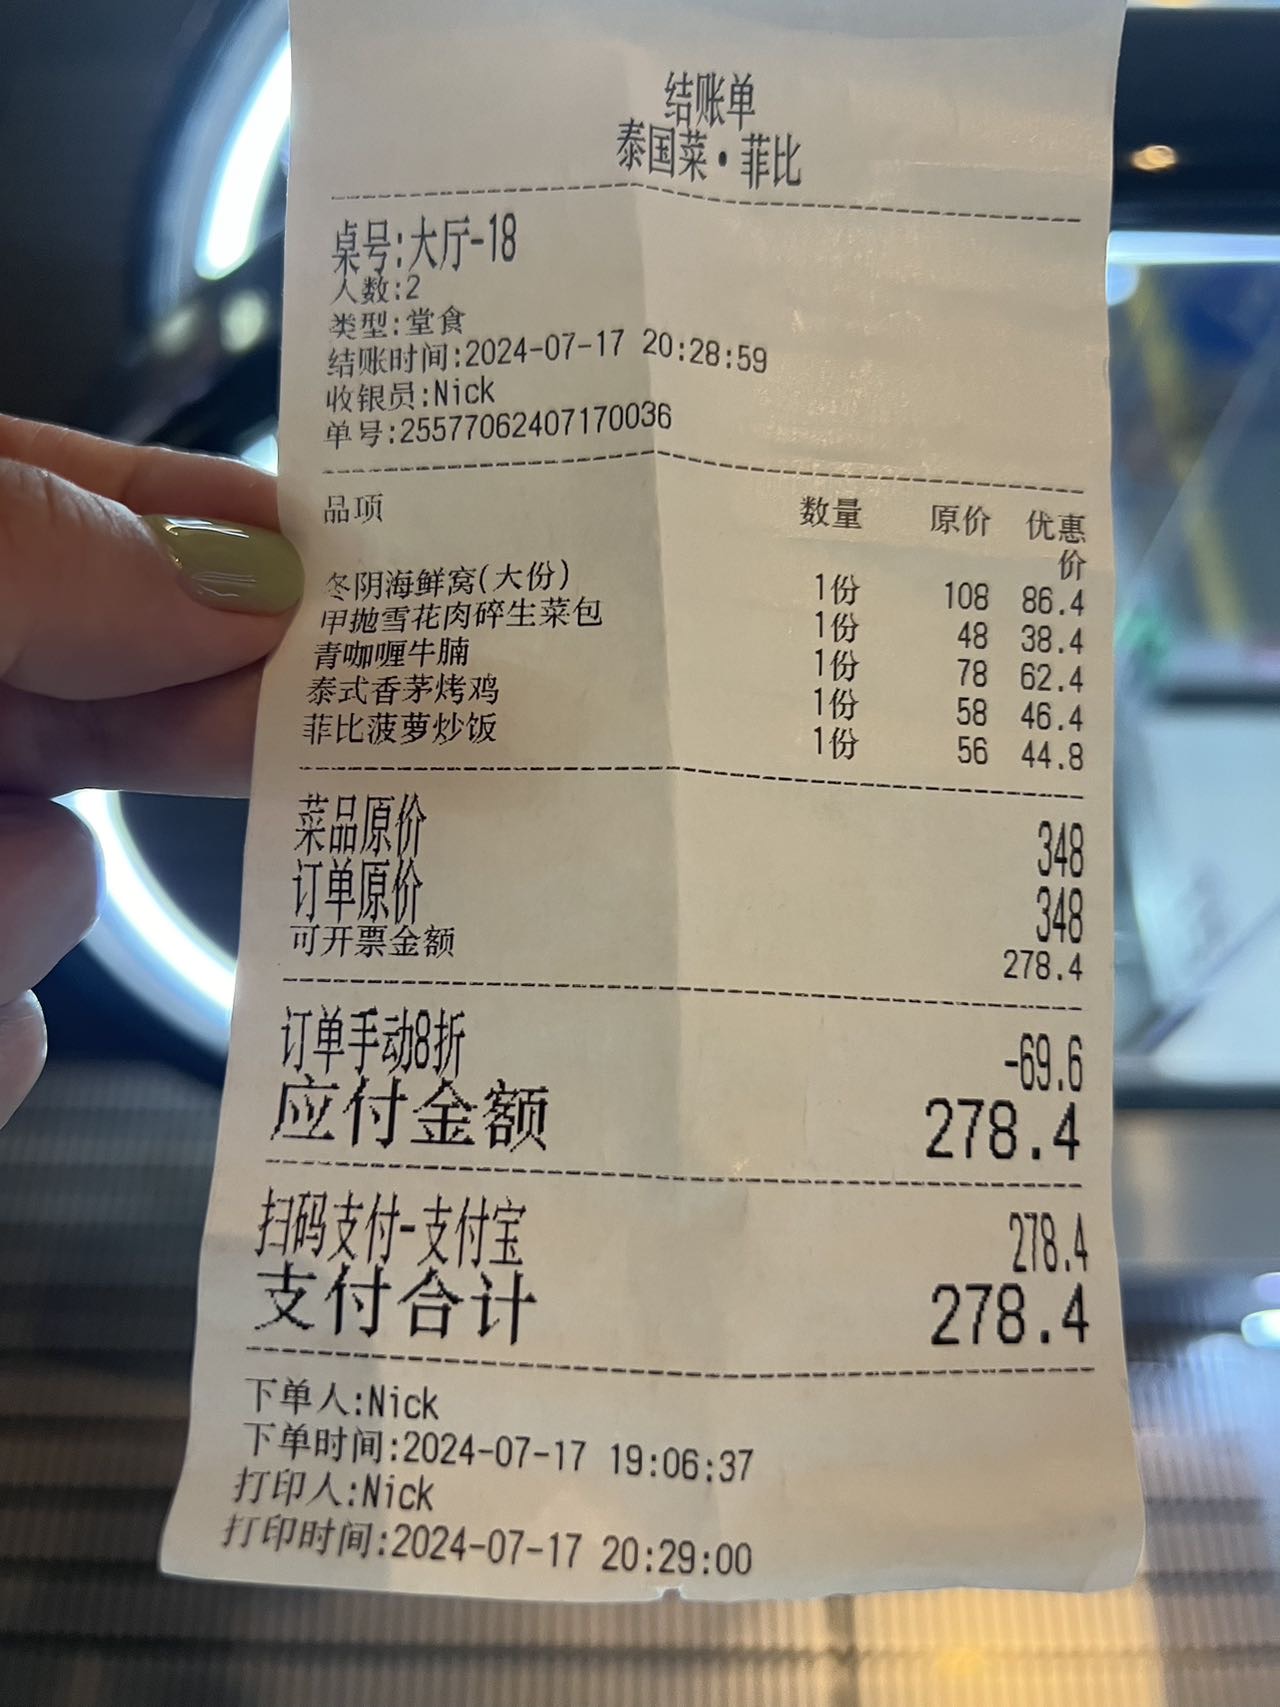 结账单
泰国菜·菲比
桌号:大厅-18
人数:2
类型:堂食
结账时间:2024-07-17 20:28:59
收银员:Nick
单号:25577062407170036
品项 数量 原价 优惠价
冬阴海鲜窝(大份) 1份 108 86.4
甲抛雪花肉碎生菜包 1份 48 38.4
青咖喱牛腩 1份 78 62.4
泰式香茅烤鸡 1份 58 46.4
菲比菠萝炒饭 1份 56 44.8
菜品原价 348
订单原价 348
可开票金额 278.4
订单手动8折 -69.6
应付金额 278.4
扫码支付-支付宝 278.4
支付合计 278.4
下单人:Nick
下单时间:2024-07-17 19:06:37
打印人:Nick
打印时间:2024-07-17 20:29:00